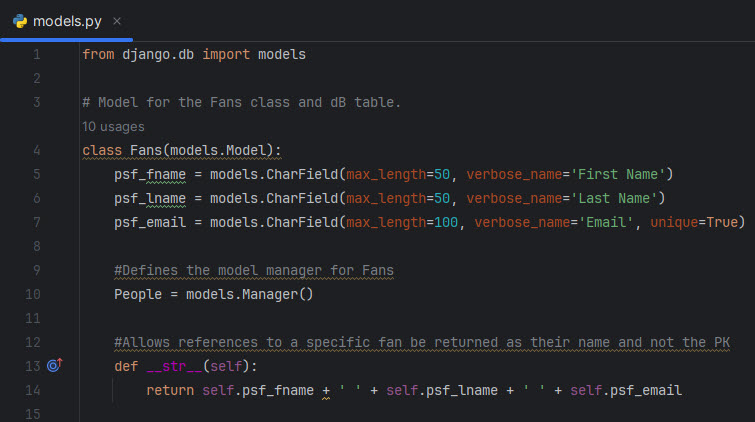 models.py ×
1 from django.db import models
2
3 # Model for the Fans class and dB table.
10 usages
4 class Fans(models.Model):
5     psf_fname = models.CharField(max_length=50, verbose_name='First Name')
6     psf_lname = models.CharField(max_length=50, verbose_name='Last Name')
7     psf_email = models.CharField(max_length=100, verbose_name='Email', unique=True)
8
9     #Defines the model manager for Fans
10     People = models.Manager()
11
12     #Allows references to a specific fan be returned as their name and not the PK
13     def __str__(self):
14         return self.psf_fname + ' ' + self.psf_lname + ' ' + self.psf_email
15